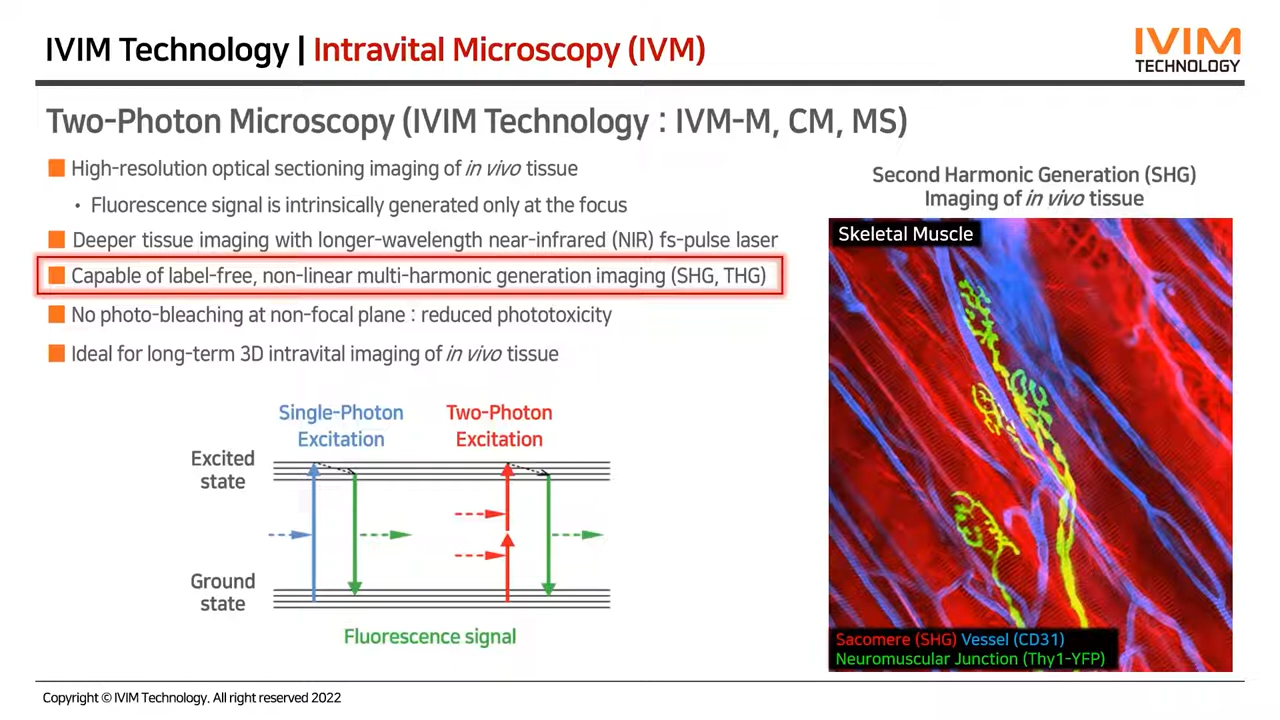 IVIM Technology | Intravital Microscopy (IVM)
IVIM
TECHNOLOGY
Two-Photon Microscopy (IVIM Technology : IVM-M, CM, MS)
High-resolution optical sectioning imaging of in vivo tissue
• Fluorescence signal is intrinsically generated only at the focus
Deeper tissue imaging with longer-wavelength near-infrared (NIR) fs-pulse laser
Capable of label-free, non-linear multi-harmonic generation imaging (SHG, THG)
No photo-bleaching at non-focal plane : reduced phototoxicity
Ideal for long-term 3D intravital imaging of in vivo tissue
Single-Photon
Excitation
Two-Photon
Excitation
Excited
state
Ground
state
Fluorescence signal
Second Harmonic Generation (SHG)
Imaging of in vivo tissue
Skeletal Muscle
Sacomere (SHG) Vessel (CD31)
Neuromuscular Junction (Thy1-YFP)
Copyright © IVIM Technology. All right reserved 2022